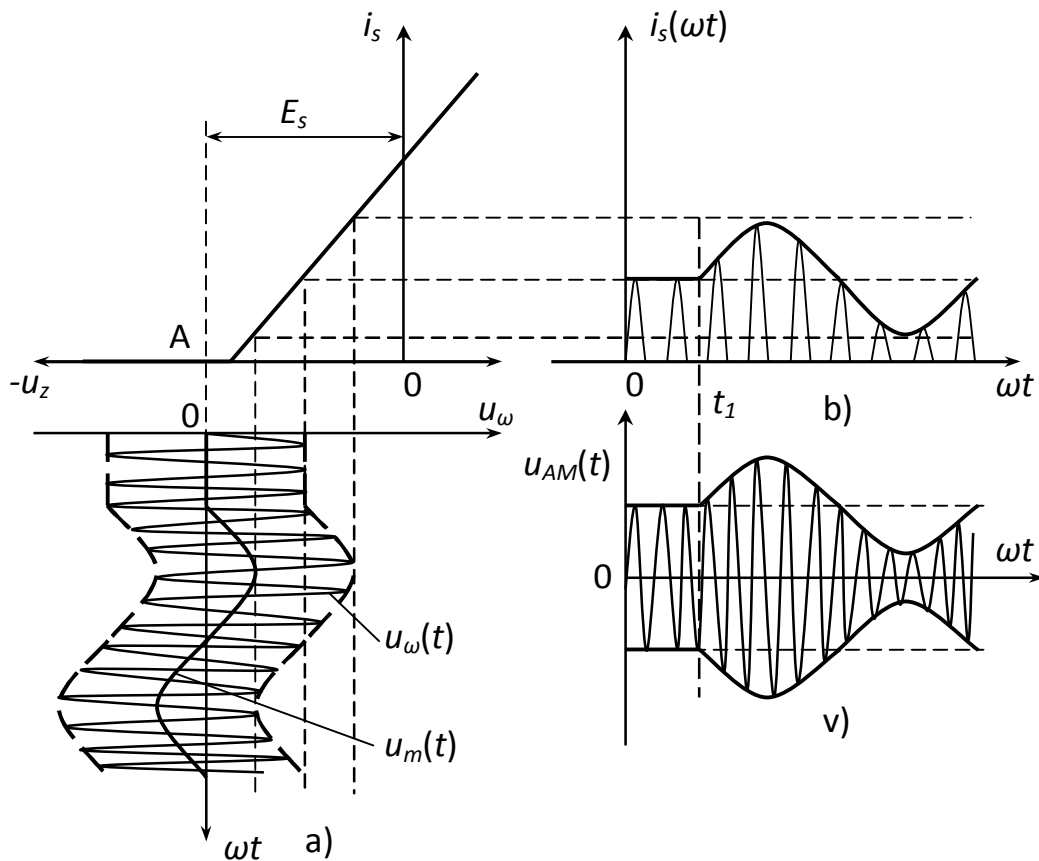 i_s
i_s(ωt)
E_s
A
-u_z
0
0
u_ω
0
t_1
b)
ωt
u_AM(t)
ωt
0
u_ω(t)
u_m(t)
v)
a)
ωt